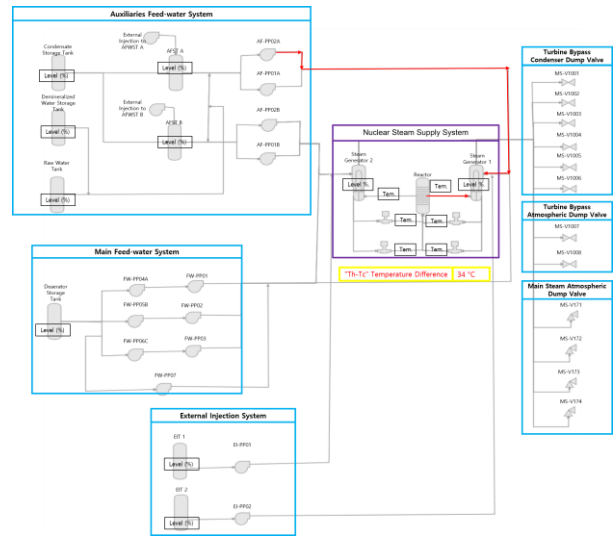 Auxiliaries Feed-water System
Condensate
Storage Tank
Level (%)
Demineralized
Water Storage
Tank
Level (%)
Raw Water
Tank
Level (%)
External
Injection to
AFWST A
AFST A
Level (%)
External
Injection to
AFWST B
AFST B
Level (%)
AF-PP02A
AF-PP01A
AF-PP02B
AF-PP01B
Nuclear Steam Supply System
Steam
Generator 2
Level %.
Reactor
Steam
Generator 1
Level %.
Tem.
Tem.
Tem.
Tem.
Tem.
Tem.
"Th-Tc" Temperature Difference
34 °C
Turbine Bypass
Condenser Dump Valve
MS-V1001
MS-V1002
MS-V1003
MS-V1004
MS-V1005
MS-V1006
Turbine Bypass
Atmospheric Dump Valve
MS-V1007
MS-V1008
Main Steam Atmospheric
Dump Valve
MS-V171
MS-V172
MS-V173
MS-V174
Main Feed-water System
Deaerator
Storage
Tank
Level (%)
FW-PP04A
FW-PP01
FW-PP05B
FW-PP02
FW-PP06C
FW-PP03
FW-PP07
External Injection System
EIT 1
Level (%)
EI-PP01
EIT 2
Level (%)
EI-PP02